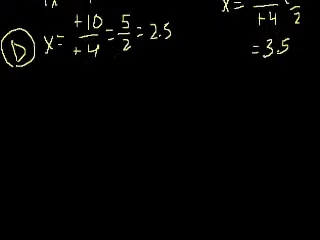 D x = +10/+4 = 5/2 = 2.5
x =
+4 2
= 3.5